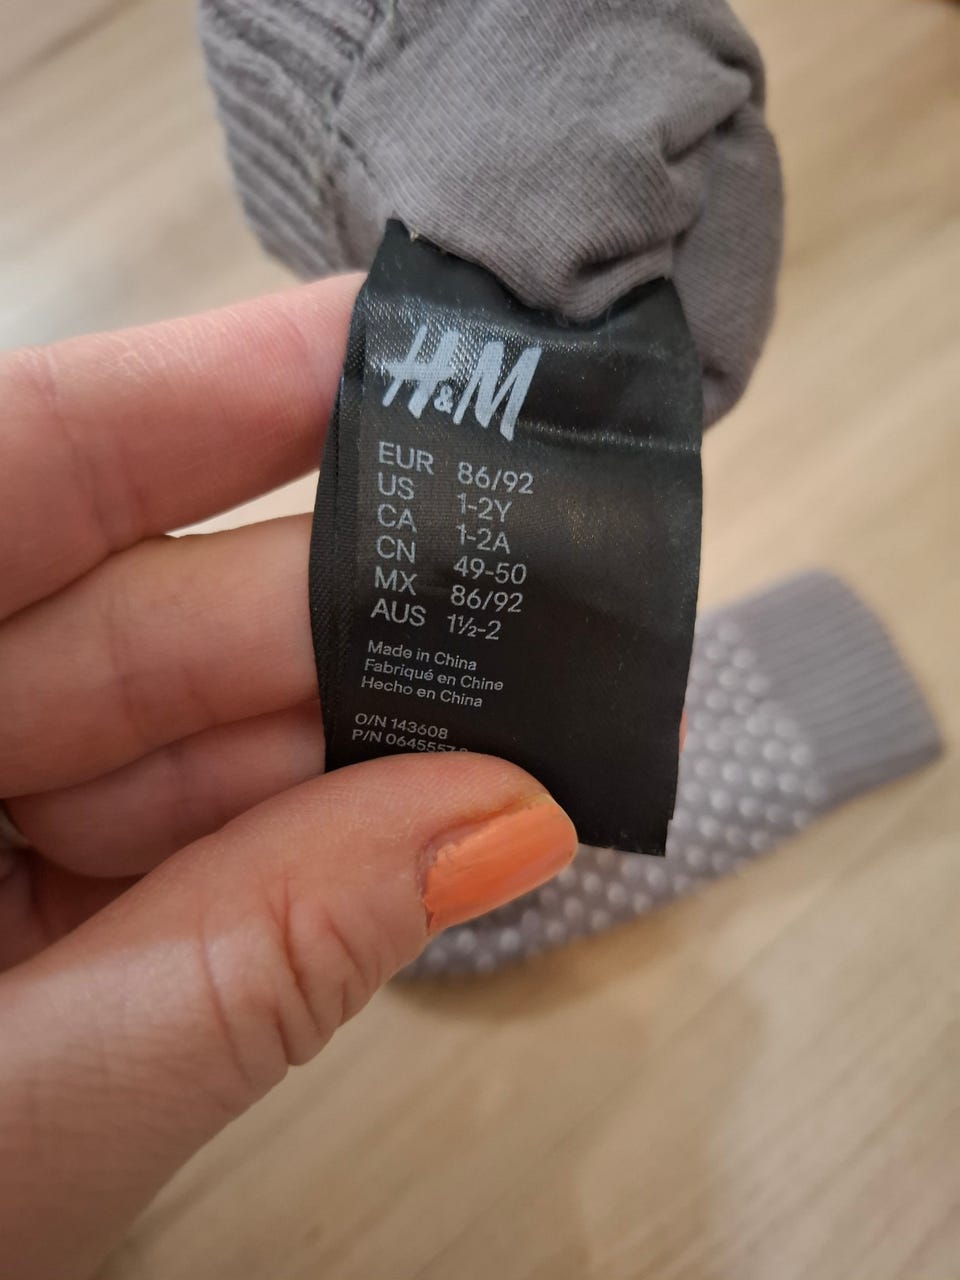 H&M
EUR 86/92
US 1-2Y
CA 1-2A
CN 49-50
MX 86/92
AUS 1½-2
Made in China
Fabriqué en Chine
Hecho en China
O/N 143608
P/N